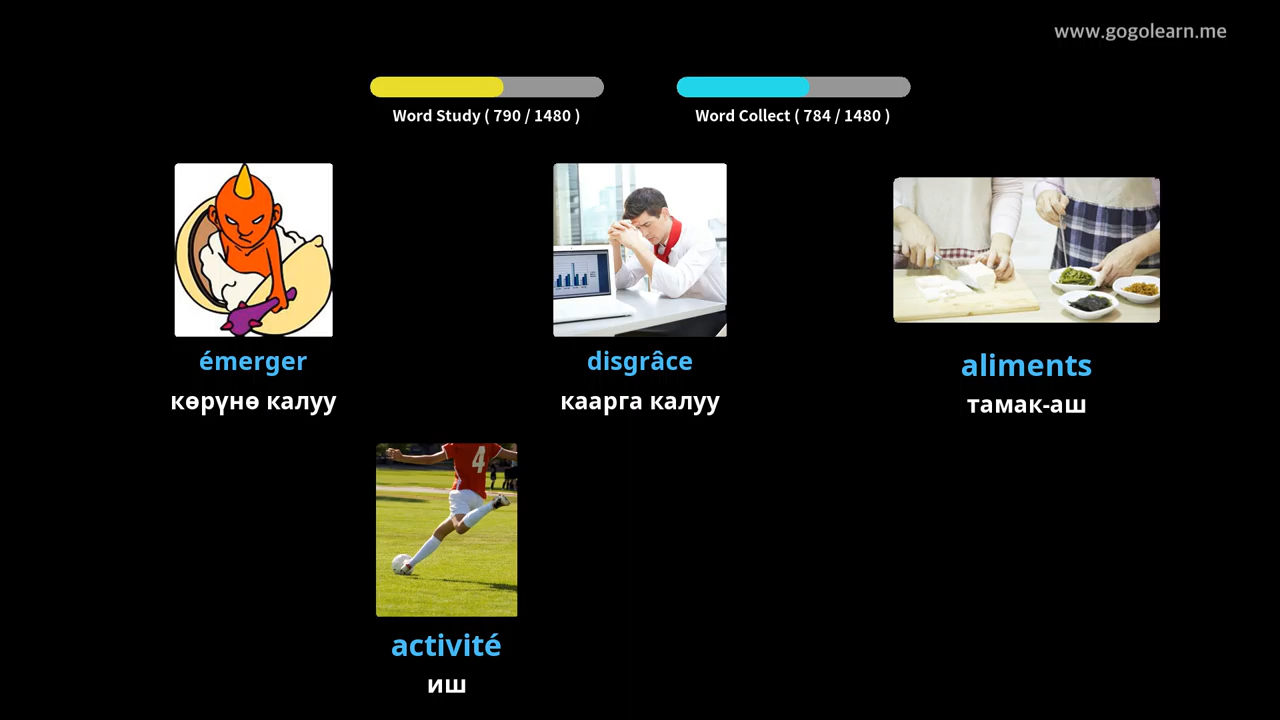 www.gogolearn.me
Word Study ( 790 / 1480 )
Word Collect ( 784 / 1480 )
émerger
көрүнө калуу
disgrâce
каарга калуу
aliments
тамак-аш
4
activité
иш